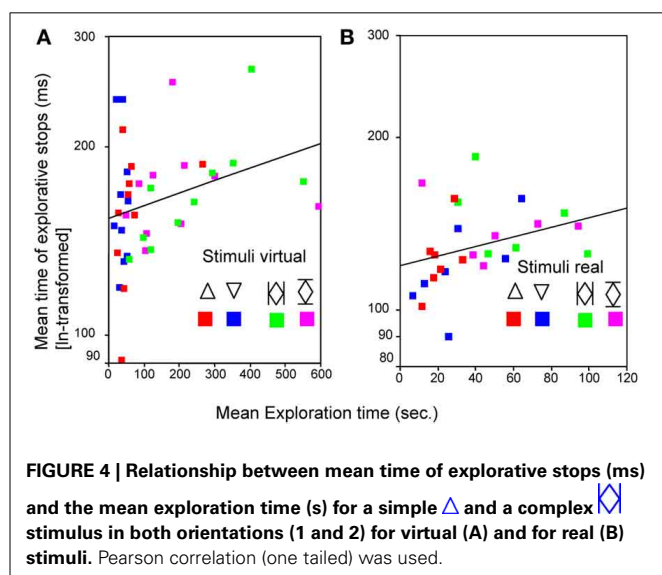 A
B
300
300
200
200
100
90
100
90
80
Mean time of explorative stops (ms)
[ln-transformed]
Stimuli virtual
Stimuli real
0 100 200 300 400 500 600
0 20 40 60 80 100 120
Mean Exploration time (sec.)
FIGURE 4 | Relationship between mean time of explorative stops (ms)
and the mean exploration time (s) for a simple △ and a complex
stimulus in both orientations (1 and 2) for virtual (A) and for real (B)
stimuli. Pearson correlation (one tailed) was used.